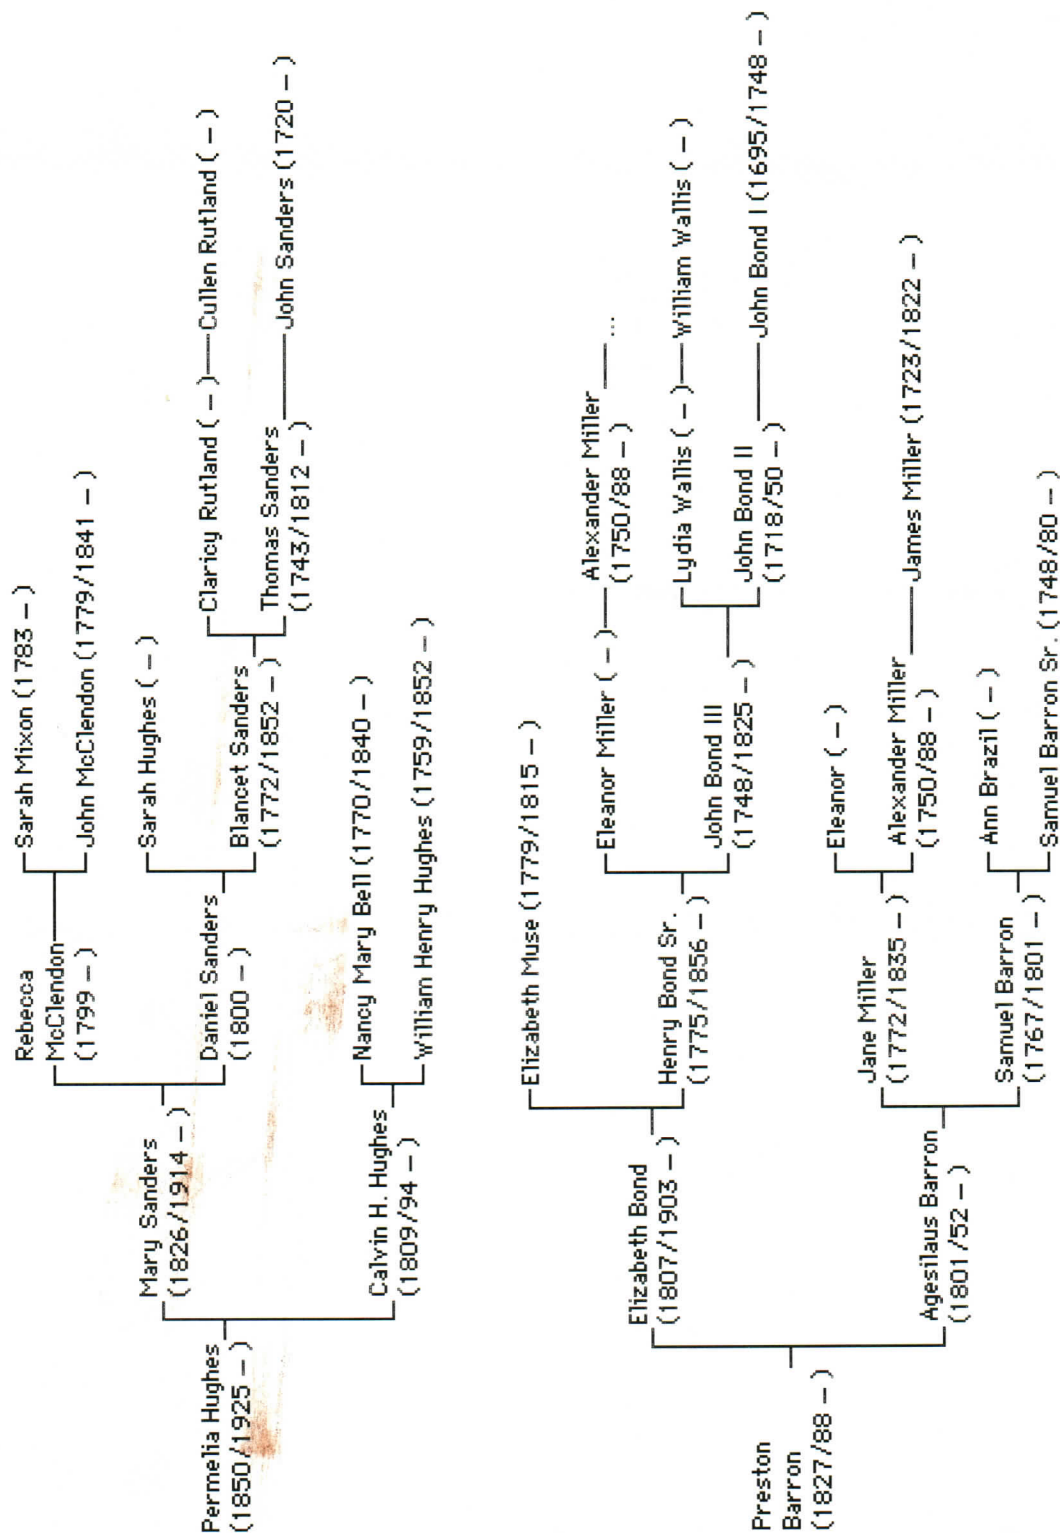 Permelia Hughes
(1850/1925 – )
Mary Sanders
(1826/1914 – )
Rebecca
McClendon
(1799 – )
Sarah Mixon (1783 – )
John McClendon (1779/1841 – )
Daniel Sanders
(1800 – )
Sarah Hughes ( – )
Blancet Sanders
(1772/1852 – )
Claricy Rutland ( – )
Cullen Rutland ( – )
Thomas Sanders
(1743/1812 – )
John Sanders (1720 – )
Calvin H. Hughes
(1809/94 – )
Nancy Mary Bell (1770/1840 – )
William Henry Hughes (1759/1852 – )
Preston
Barron
(1827/88 – )
Elizabeth Bond
(1807/1903 – )
Elizabeth Muse (1779/1815 – )
Henry Bond Sr.
(1775/1856 – )
Eleanor Miller ( – )
Alexander Miller
(1750/88 – )
...
John Bond III
(1748/1825 – )
Lydia Wallis ( – )
William Wallis ( – )
John Bond II
(1718/50 – )
John Bond I (1695/1748 – )
Agesilaus Barron
(1801/52 – )
Jane Miller
(1772/1835 – )
Eleanor ( – )
Alexander Miller
(1750/88 – )
James Miller (1723/1822 – )
Samuel Barron
(1767/1801 – )
Ann Brazil ( – )
Samuel Barron Sr. (1748/80 – )